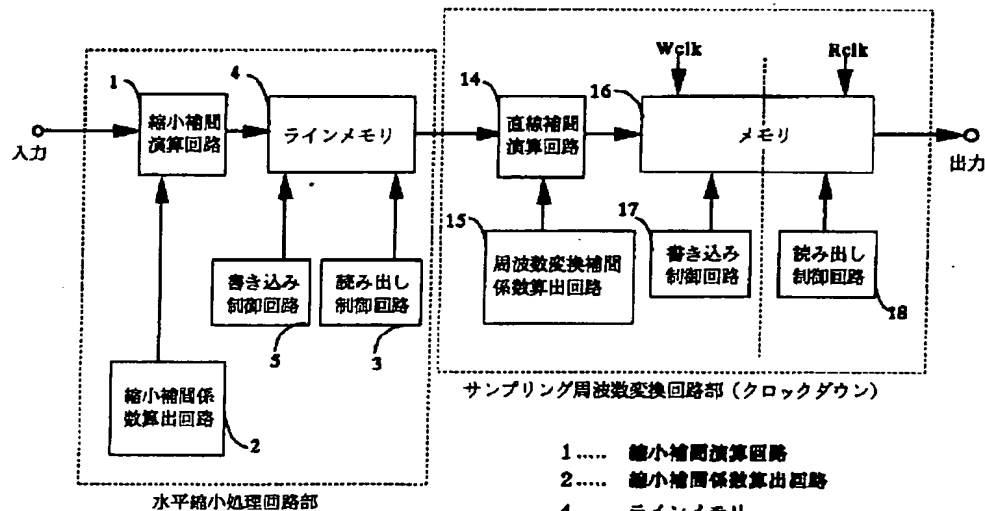 Wclk
Rclk
1
4
14
16
縮小補間
演算回路
ラインメモリ
直線補間
演算回路
メモリ
入力
出力
15
17
周波数変換補間
係数算出回路
書き込み
制御回路
読み出し
制御回路
18
書き込み
制御回路
読み出し
制御回路
5
3
縮小補間係
数算出回路
2
サンプリング周波数変換回路部（クロックダウン）
水平縮小処理回路部
1..... 縮小補間演算回路
2..... 縮小補間係数算出回路
4..... ラインメモリ